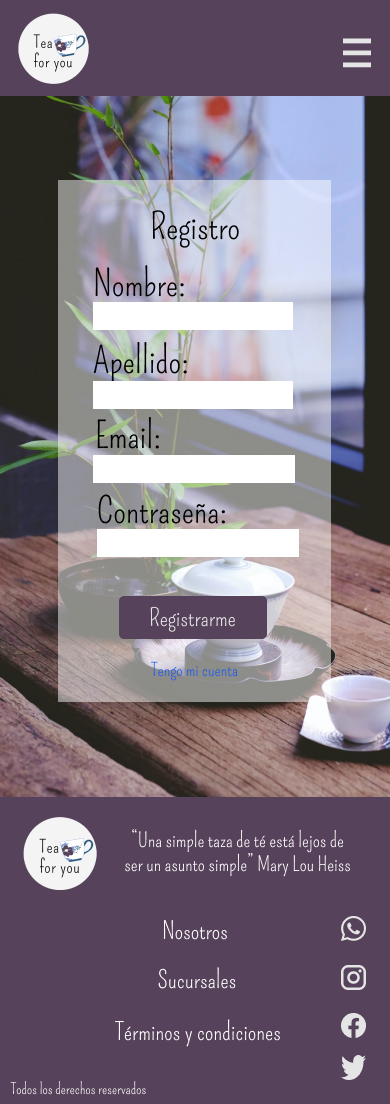 Tea
for you
Registro
Nombre:
Apellido:
Email:
Contraseña:
Registrarme
Tengo mi cuenta
Tea
for you
“Una simple taza de té está lejos de
ser un asunto simple” Mary Lou Heiss
Nosotros
Sucursales
Términos y condiciones
Todos los derechos reservados